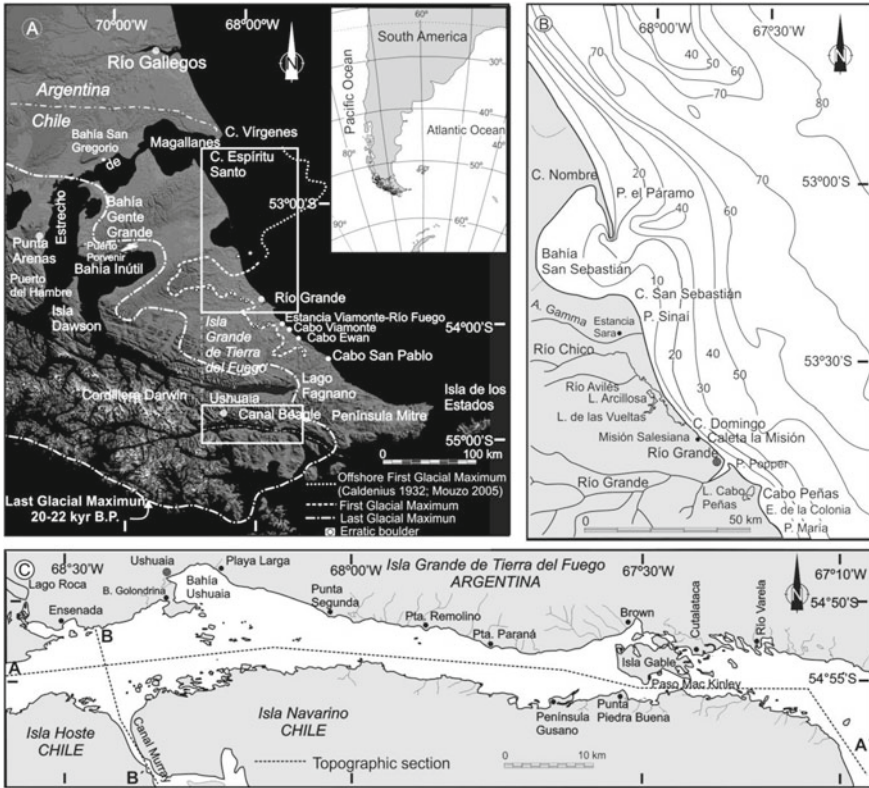 A
70°00'W
68°00'W
N
Río Gallegos
Argentina
Chile
Bahía San
Gregorio
de
Magallanes
C. Vírgenes
C. Espíritu
Santo
Estrecho
Bahía
Gente
Grande
53°00'S
Punta
Arenas
Puerto
Porvenir
Bahía Inútil
Puerto
del Hambre
Isla
Dawson
Río Grande
Estancia Viamonte-Río Fuego
54°00'S
Cabo Viamonte
Cabo Ewan
Isla
Grande
de Tierra
del Fuego
Cabo San Pablo
Lago
Fagnano
Cordillera Darwin
Ushuaia
Canal Beagle
Península Mitre
Isla de los
Estados
55°00'S
0
100 km
Last Glacial Maximun
20-22 kyr B.P.
Offshore First Glacial Maximum
(Caldenius 1932; Mouzo 2005)
First Glacial Maximum
Last Glacial Maximun
Erratic boulder
60°
South America
Pacific Ocean
30°
40°
Atlantic Ocean
80°
50°
45°
90°
60°
B
68°00'W
67°30'W
N
70
40
50
60
70
80
20
70
53°00'S
C. Nombre
P. el Páramo
40
60
Bahía
San Sebastián
10
50
C. San Sebastián
P. Sinaí
A. Gamma
Estancia
Sara
Río Chico
20
40
53°30'S
Río Avilés
L. Arcillosa
30
50
L. de las Vueltas
C. Domingo
Misión Salesiana
Caleta la Misión
Río Grande
P. Popper
Río Grande
L. Cabo
Peñas
Cabo Peñas
E. de la Colonia
P. María
0
50 km
C
68°30'W
Ushuaia
Playa Larga
68°00'W
Isla Grande de Tierra del Fuego
ARGENTINA
67°30'W
67°10'W
N
Lago Roca
B. Golondrina
Bahía
Ushuaia
54°50'S
Ensenada
Punta
Segunda
Pta. Remolino
Pta. Paraná
Brown
Cutalataca
Río Varela
B
A
Isla Gable
Paso Mac Kinley
54°55'S
Isla Hoste
CHILE
Canal Murray
Isla Navarino
CHILE
Península
Gusano
Punta
Piedra Buena
B'
Topographic section
0
10 km
A'